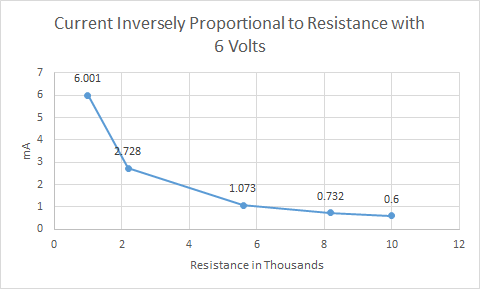 Current Inversely Proportional to Resistance with
6 Volts
7
6
5
4
3
2
1
0
mA
6.001
2.728
1.073
0.732
0.6
0 2 4 6 8 10 12
Resistance in Thousands